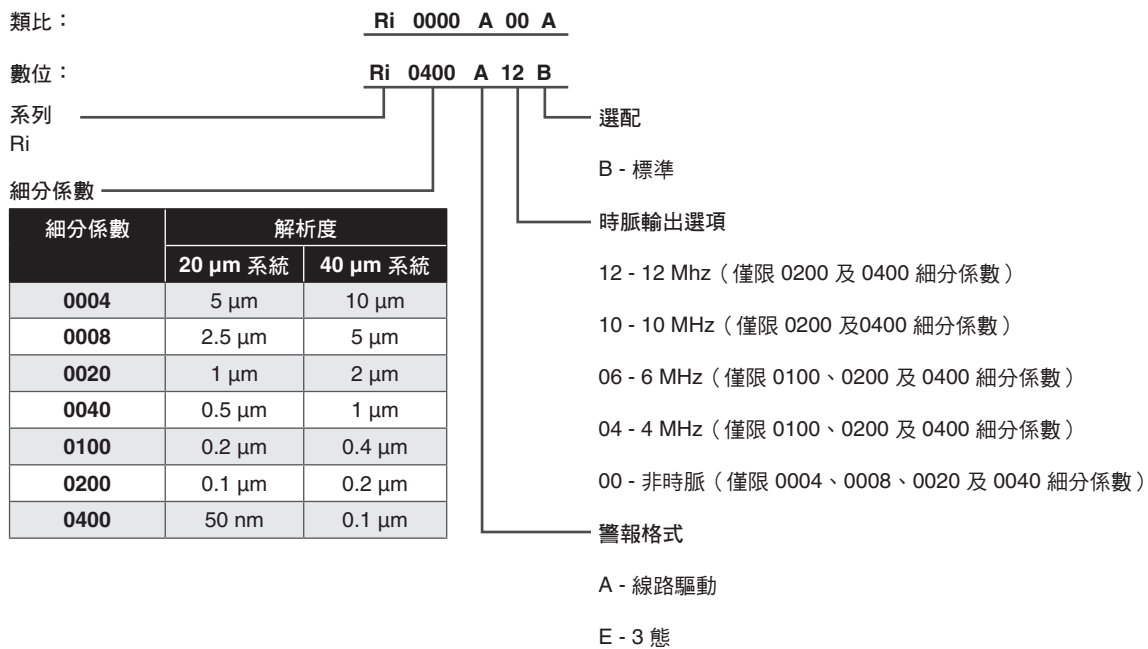 類比：
Ri 0000 A 00 A
數位：
Ri 0400 A 12 B
系列
Ri
細分係數
細分係數 解析度
20 µm 系統 40 µm 系統
0004 5 µm 10 µm
0008 2.5 µm 5 µm
0020 1 µm 2 µm
0040 0.5 µm 1 µm
0100 0.2 µm 0.4 µm
0200 0.1 µm 0.2 µm
0400 50 nm 0.1 µm
選配
B - 標準
時脈輸出選項
12 - 12 Mhz（僅限 0200 及 0400 細分係數）
10 - 10 MHz（僅限 0200 及0400 細分係數）
06 - 6 MHz（僅限 0100、0200 及 0400 細分係數）
04 - 4 MHz（僅限 0100、0200 及 0400 細分係數）
00 - 非時脈（僅限 0004、0008、0020 及 0040 細分係數）
警報格式
A - 線路驅動
E - 3 態